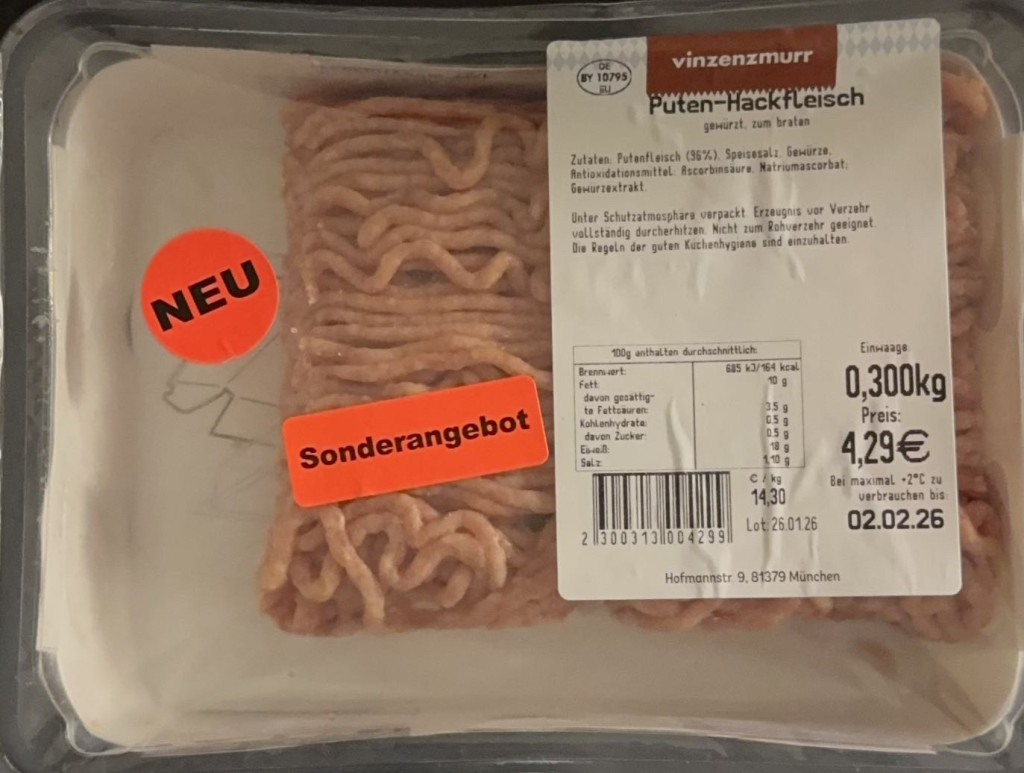 vinzenzmurr
DE
BY 10795
EU
Puten-Hackfleisch
gewürzt, zum braten
Zutaten: Putenfleisch (96%), Speisesalz, Gewürze,
Antioxidationsmittel: Ascorbinsäure, Natriumascorbat;
Gewürzextrakt.
Unter Schutzatmosphäre verpackt. Erzeugnis vor Verzehr
vollständig durcherhitzen. Nicht zum Rohverzehr geeignet.
Die Regeln der guten Küchenhygiene sind einzuhalten.
NEU
Sonderangebot
100g enthalten durchschnittlich:
Brennwert: 685 kJ/164 kcal
Fett: 10 g
davon gesättig-
te Fettsäuren: 3.5 g
Kohlenhydrate: 0.5 g
davon Zucker: 0.5 g
Eiweiß: 18 g
Salz: 1.10 g
Einwaage:
0,300kg
Preis:
4,29€
€ / kg
14,30
Lot: 26.01.26
Bei maximal +2°C zu
verbrauchen bis:
02.02.26
2 300313 004299
Hofmannstr. 9, 81379 München